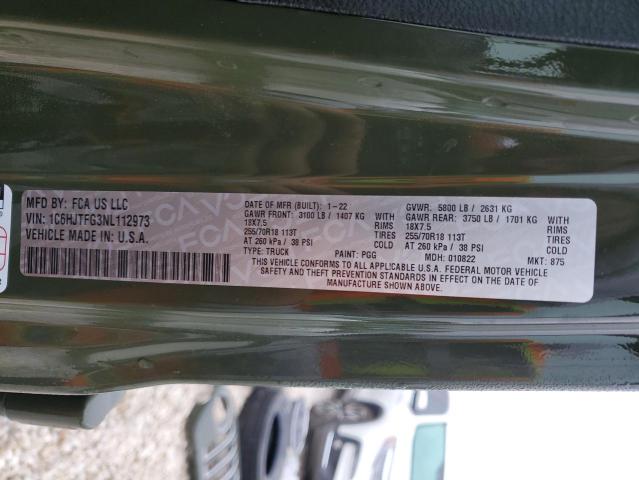 MFD BY: FCA US LLC
VIN: 1C6HJTFG3NL112973
VEHICLE MADE IN: U.S.A.
DATE OF MFR (BUILT): 1-22
GAWR FRONT: 3100 LB / 1407 KG
WITH
18X7.5
RIMS
255/70R18 113T
TIRES
AT 260 kPa / 38 PSI
COLD
TYPE: TRUCK
PAINT: PGG
GVWR: 5800 LB / 2631 KG
GAWR REAR: 3750 LB / 1701 KG
WITH
18X7.5
RIMS
255/70R18 113T
TIRES
AT 260 kPa / 38 PSI
COLD
MDH: 010822
MKT: 875
THIS VEHICLE CONFORMS TO ALL APPLICABLE U.S.A. FEDERAL MOTOR VEHICLE
SAFETY AND THEFT PREVENTION STANDARDS IN EFFECT ON THE DATE OF
MANUFACTURE SHOWN ABOVE.